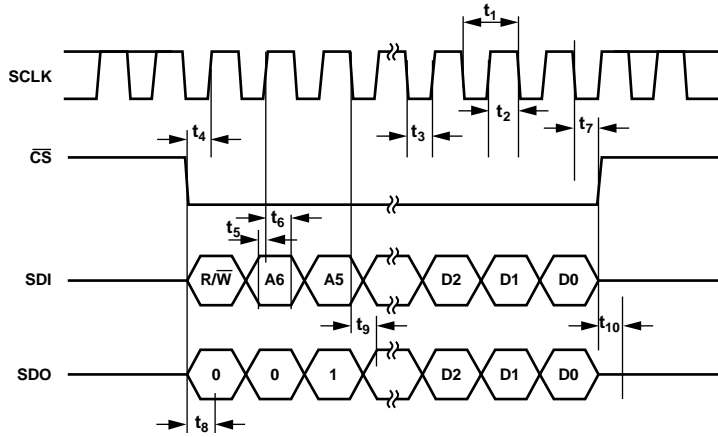 t1
SCLK
t4 t3 t2 t7
CS
t5 t6
SDI R/W A6 A5 D2 D1 D0
t9 t10
SDO 0 0 1 D2 D1 D0
t8